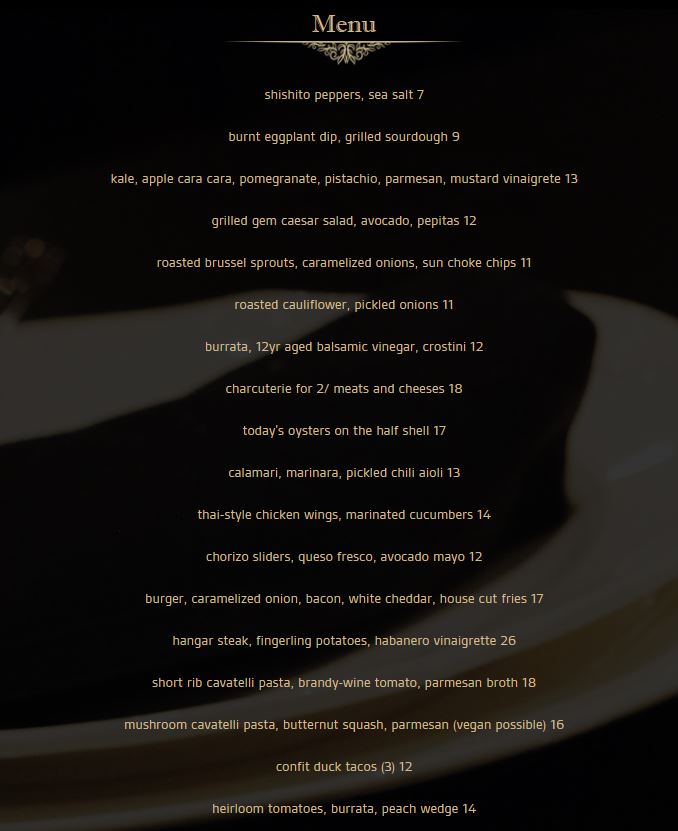 Menu
shishito peppers, sea salt 7
burnt eggplant dip, grilled sourdough 9
kale, apple cara cara, pomegranate, pistachio, parmesan, mustard vinaigrete 13
grilled gem caesar salad, avocado, pepitas 12
roasted brussel sprouts, caramelized onions, sun choke chips 11
roasted cauliflower, pickled onions 11
burrata, 12yr aged balsamic vinegar, crostini 12
charcuterie for 2/ meats and cheeses 18
today's oysters on the half shell 17
calamari, marinara, pickled chili aioli 13
thai-style chicken wings, marinated cucumbers 14
chorizo sliders, queso fresco, avocado mayo 12
burger, caramelized onion, bacon, white cheddar, house cut fries 17
hangar steak, fingerling potatoes, habanero vinaigrette 26
short rib cavatelli pasta, brandy-wine tomato, parmesan broth 18
mushroom cavatelli pasta, butternut squash, parmesan (vegan possible) 16
confit duck tacos (3) 12
heirloom tomatoes, burrata, peach wedge 14